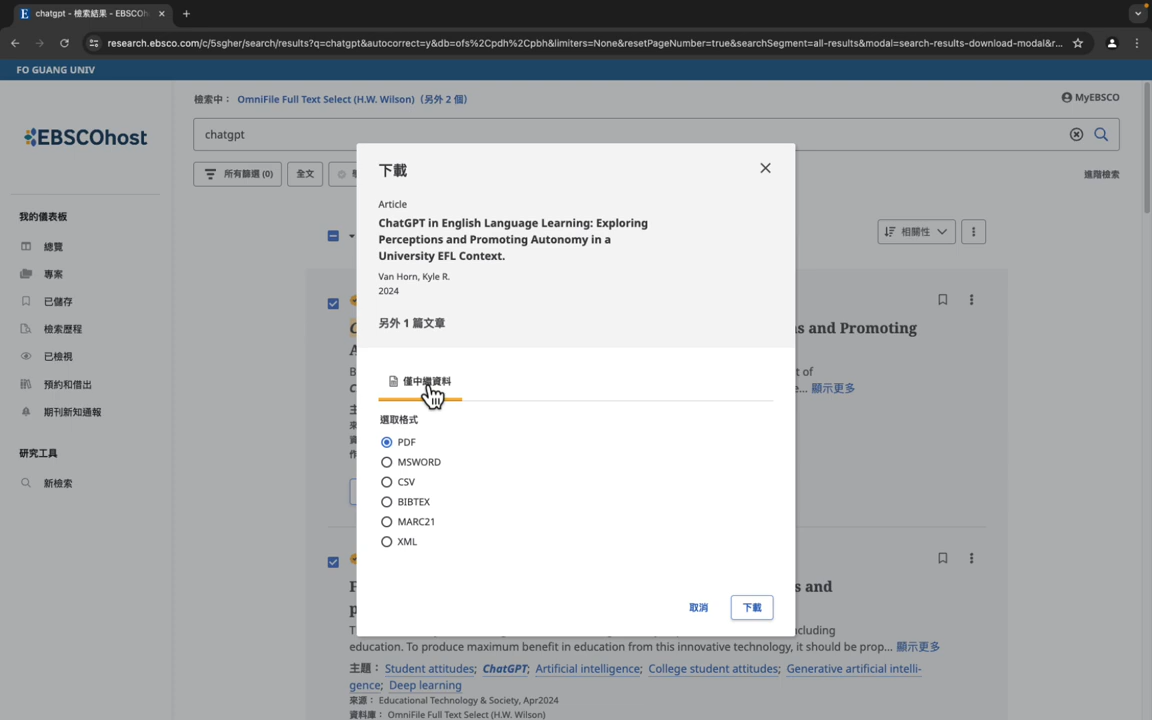 chatgpt - 檢索結果 - EBSCOh
research.ebsco.com/c/5sgher/search/results?q=chatgpt&autocorrect=y&db=ofs%2Cpdh%2Cpbh&limiters=None&resetPageNumber=true&searchSegment=all-results&modal=search-results-download-modal&r...
FO GUANG UNIV
檢索中： OmniFile Full Text Select (H.W. Wilson)（另外 2 個）
MyEBSCO
EBSCOhost
chatgpt
所有篩選 (0)
全文
進階檢索
我的儀表板
總覽
專案
已儲存
檢索歷程
已檢視
預約和借出
期刊新知通報
研究工具
新檢索
相關性
下載
Article
ChatGPT in English Language Learning: Exploring
Perceptions and Promoting Autonomy in a
University EFL Context.
Van Horn, Kyle R.
2024
另外 1 篇文章
僅中繼資料
選取格式
PDF
MSWORD
CSV
BIBTEX
MARC21
XML
取消
下載
s and Promoting
t of
e... 顯示更多
s and
ncluding
education. To produce maximum benefit in education from this innovative technology, it should be prop... 顯示更多
主題： Student attitudes; ChatGPT; Artificial intelligence; College student attitudes; Generative artificial intelli-
gence; Deep learning
來源： Educational Technology & Society, Apr2024
資料庫： OmniFile Full Text Select (H.W. Wilson)